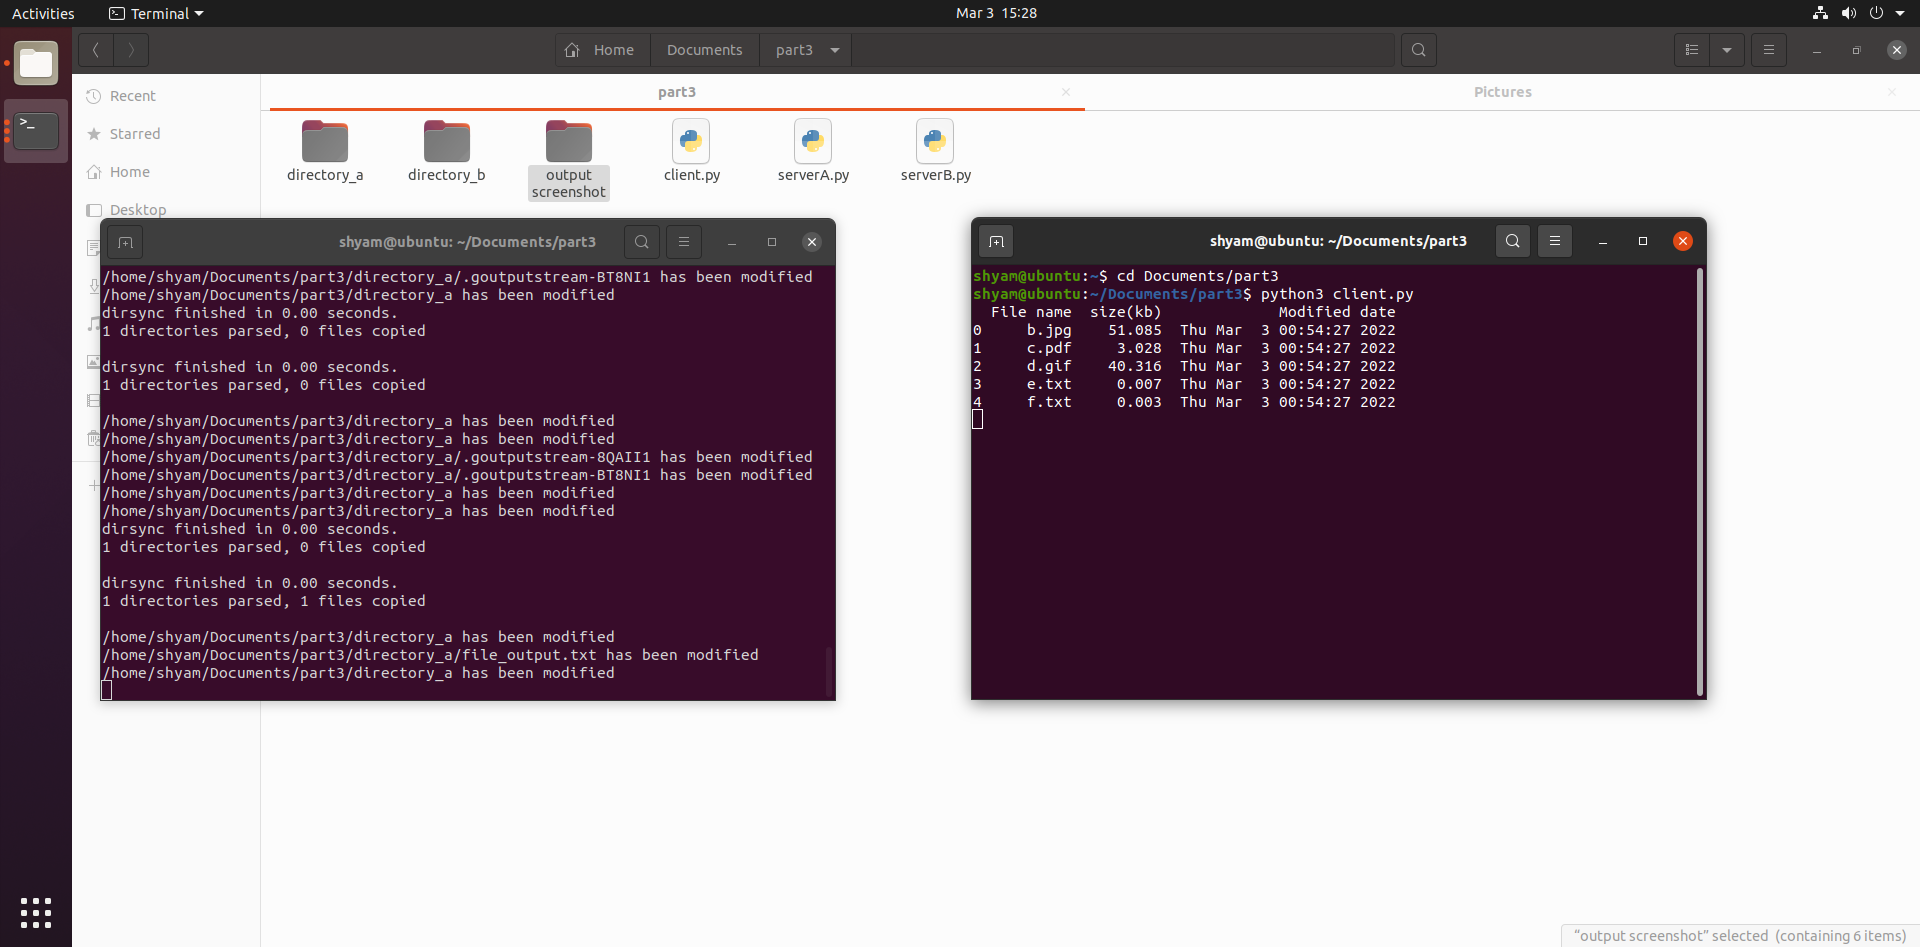 Activities
Terminal
Mar 3  15:28
Home
Documents
part3
Recent
Starred
Home
Desktop
part3
Pictures
directory_a
directory_b
output
screenshot
client.py
serverA.py
serverB.py
shyam@ubuntu: ~/Documents/part3
/home/shyam/Documents/part3/directory_a/.goutputstream-BT8NI1 has been modified
/home/shyam/Documents/part3/directory_a has been modified
dirsync finished in 0.00 seconds.
1 directories parsed, 0 files copied
dirsync finished in 0.00 seconds.
1 directories parsed, 0 files copied
/home/shyam/Documents/part3/directory_a has been modified
/home/shyam/Documents/part3/directory_a has been modified
/home/shyam/Documents/part3/directory_a/.goutputstream-8QAII1 has been modified
/home/shyam/Documents/part3/directory_a/.goutputstream-BT8NI1 has been modified
/home/shyam/Documents/part3/directory_a has been modified
/home/shyam/Documents/part3/directory_a has been modified
dirsync finished in 0.00 seconds.
1 directories parsed, 0 files copied
dirsync finished in 0.00 seconds.
1 directories parsed, 1 files copied
/home/shyam/Documents/part3/directory_a has been modified
/home/shyam/Documents/part3/directory_a/file_output.txt has been modified
/home/shyam/Documents/part3/directory_a has been modified
shyam@ubuntu: ~/Documents/part3
shyam@ubuntu:~$ cd Documents/part3
shyam@ubuntu:~/Documents/part3$ python3 client.py
  File name  size(kb)             Modified date
0     b.jpg    51.085  Thu Mar  3 00:54:27 2022
1     c.pdf     3.028  Thu Mar  3 00:54:27 2022
2     d.gif    40.316  Thu Mar  3 00:54:27 2022
3     e.txt     0.007  Thu Mar  3 00:54:27 2022
4     f.txt     0.003  Thu Mar  3 00:54:27 2022
“output screenshot” selected  (containing 6 items)